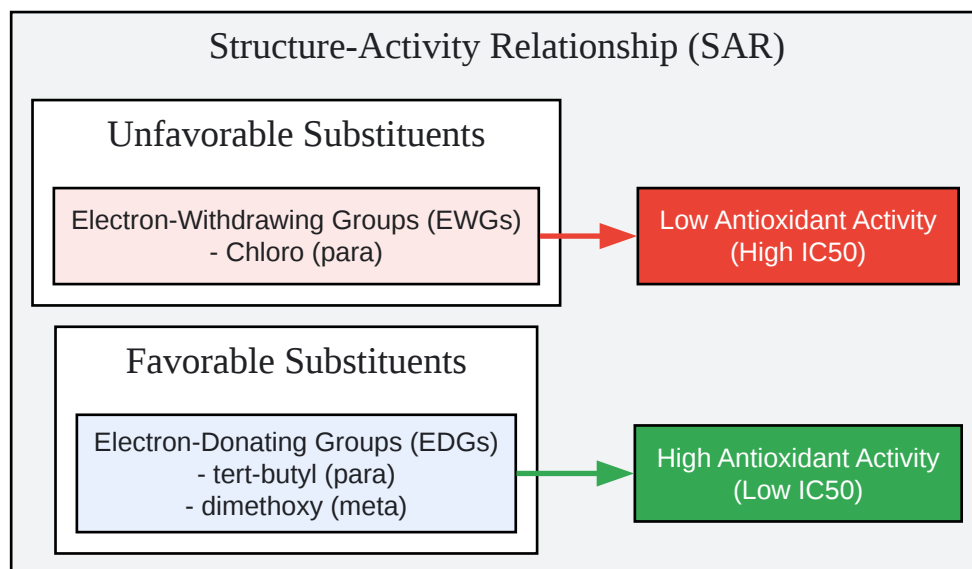 Structure-Activity Relationship (SAR)
Unfavorable Substituents
Electron-Withdrawing Groups (EWGs)
- Chloro (para)
Low Antioxidant Activity
(High IC50)
Favorable Substituents
Electron-Donating Groups (EDGs)
- tert-butyl (para)
- dimethoxy (meta)
High Antioxidant Activity
(Low IC50)